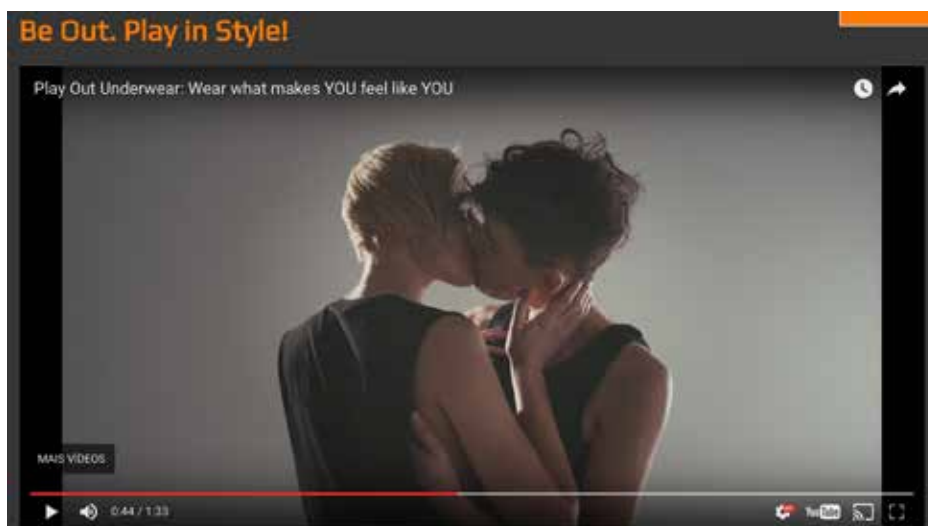 Be Out. Play in Style!
Play Out Underwear: Wear what makes YOU feel like YOU
MAIS VÍDEOS
0:44 / 1:33
YouTube